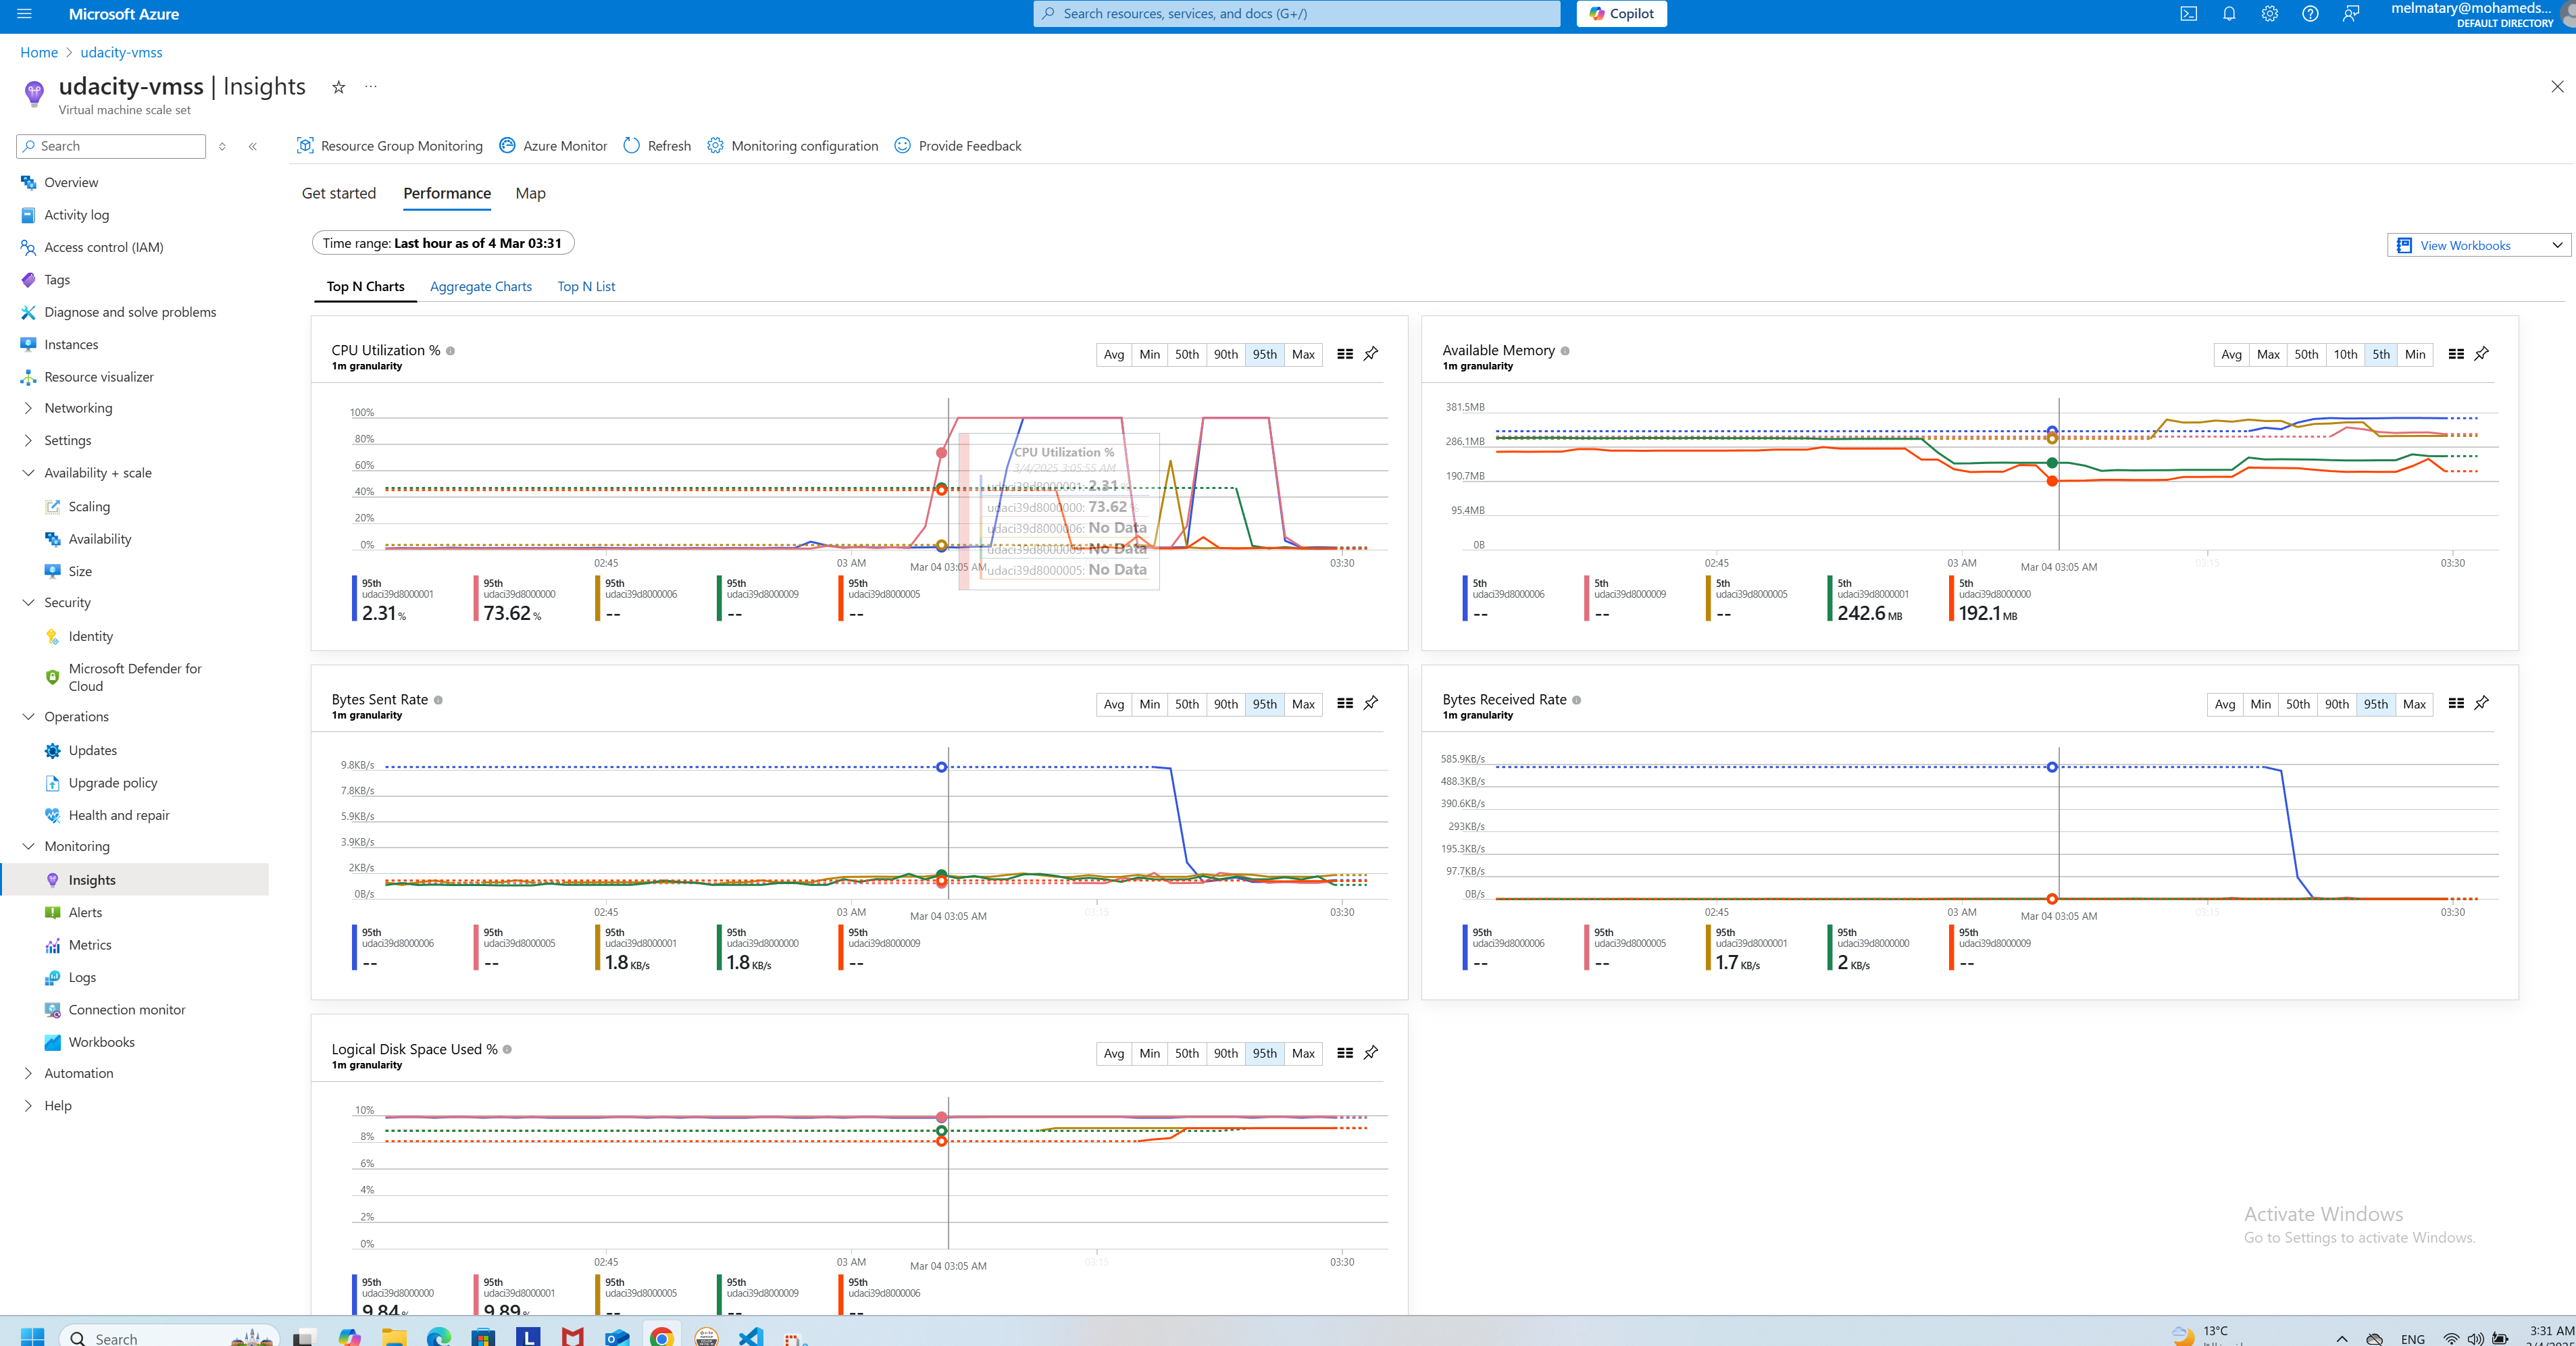 Microsoft Azure
Search resources, services, and docs (G+/)
Copilot
melmatary@mohameds...
DEFAULT DIRECTORY
Home > udacity-vmss
udacity-vmss | Insights
Virtual machine scale set
Search
Resource Group Monitoring
Azure Monitor
Refresh
Monitoring configuration
Provide Feedback
Overview
Activity log
Access control (IAM)
Tags
Diagnose and solve problems
Instances
Resource visualizer
Networking
Settings
Availability + scale
Scaling
Availability
Size
Security
Identity
Microsoft Defender for
Cloud
Operations
Updates
Upgrade policy
Health and repair
Monitoring
Insights
Alerts
Metrics
Logs
Connection monitor
Workbooks
Automation
Help
Get started Performance Map
Time range: Last hour as of 4 Mar 03:31
View Workbooks
Top N Charts Aggregate Charts Top N List
CPU Utilization %
1m granularity
Avg Min 50th 90th 95th Max
100%
80%
60%
40%
20%
0%
02:45 03 AM Mar 04 03:05 AM 03:30
CPU Utilization %
3/4/2025 3:05:55 AM
udaci39d8000001: 2.31 %
udaci39d8000000: 73.62 %
udaci39d8000006: No Data
udaci39d8000009: No Data
udaci39d8000005: No Data
95th 95th 95th 95th 95th
udaci39d8000001 udaci39d8000000 udaci39d8000006 udaci39d8000009 udaci39d8000005
2.31 % 73.62 % -- -- --
Available Memory
1m granularity
Avg Max 50th 10th 5th Min
381.5MB
286.1MB
190.7MB
95.4MB
0B
02:45 03 AM Mar 04 03:05 AM 03:15 03:30
5th 5th 5th 5th 5th
udaci39d8000006 udaci39d8000009 udaci39d8000005 udaci39d8000001 udaci39d8000000
-- -- -- 242.6 MB 192.1 MB
Bytes Sent Rate
1m granularity
Avg Min 50th 90th 95th Max
9.8KB/s
7.8KB/s
5.9KB/s
3.9KB/s
2KB/s
0B/s
02:45 03 AM Mar 04 03:05 AM 03:15 03:30
95th 95th 95th 95th 95th
udaci39d8000006 udaci39d8000005 udaci39d8000001 udaci39d8000000 udaci39d8000009
-- -- 1.8 KB/s 1.8 KB/s --
Bytes Received Rate
1m granularity
Avg Min 50th 90th 95th Max
585.9KB/s
488.3KB/s
390.6KB/s
293KB/s
195.3KB/s
97.7KB/s
0B/s
02:45 03 AM Mar 04 03:05 AM 03:15 03:30
95th 95th 95th 95th 95th
udaci39d8000006 udaci39d8000005 udaci39d8000001 udaci39d8000000 udaci39d8000009
-- -- 1.7 KB/s 2 KB/s --
Logical Disk Space Used %
1m granularity
Avg Min 50th 90th 95th Max
10%
8%
6%
4%
2%
0%
02:45 03 AM Mar 04 03:05 AM 03:15 03:30
95th 95th 95th 95th 95th
udaci39d8000000 udaci39d8000001 udaci39d8000005 udaci39d8000009 udaci39d8000006
9.84 % 9.89 % -- -- --
Activate Windows
Go to Settings to activate Windows.
Search
13°C
ENG
3:31 AM